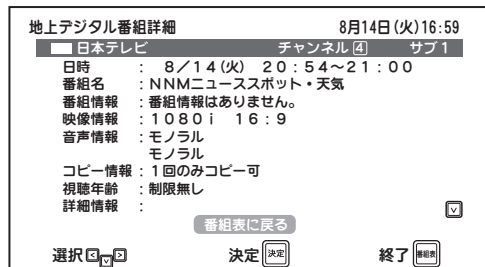 地上デジタル番組詳細 8月14日(火)16:59
日本テレビ チャンネル 4 サブ1
日時 : 8/14(火) 20:54～21:00
番組名 : NNMニューススポット・天気
番組情報 : 番組情報はありません。
映像情報 : 1080i 16:9
音声情報 : モノラル
モノラル
コピー情報 : 1回のみコピー可
視聴年齢 : 制限無し
詳細情報 :
番組表に戻る
選択 決定 決定 終了 番組表